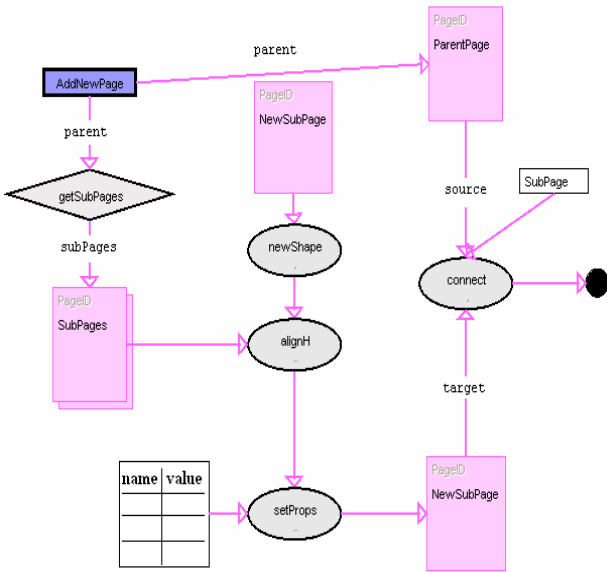 parent
PageID
ParentPage
AddNewPage
PageID
NewSubPage
parent
getSubPages
source
SubPage
subPages
newShape
connect
PageID
SubPages
alignH
target
name value
PageID
NewSubPage
setProps